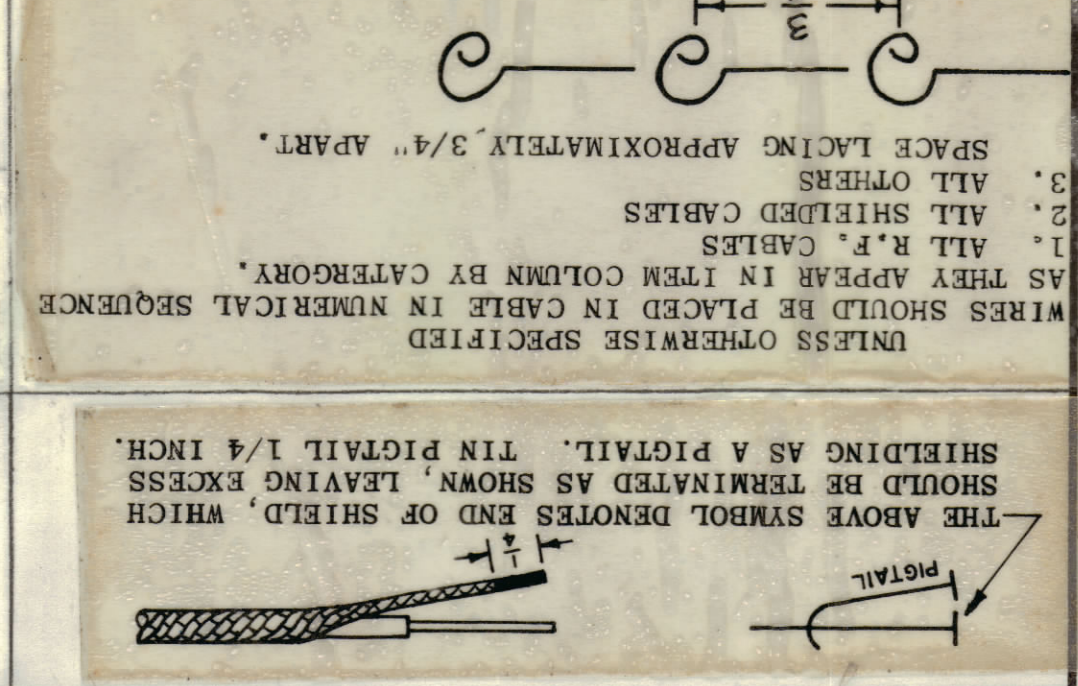 PIGTAIL
1/4
THE ABOVE SYMBOL DENOTES END OF SHIELD, WHICH
SHOULD BE TERMINATED AS SHOWN, LEAVING EXCESS
SHIELDING AS A PIGTAIL. TIN PIGTAIL 1/4 INCH.
UNLESS OTHERWISE SPECIFIED
WIRES SHOULD BE PLACED IN CABLE IN NUMERICAL SEQUENCE
AS THEY APPEAR IN ITEM COLUMN BY CATERGORY.
1. ALL R.F. CABLES
2. ALL SHIELDED CABLES
3. ALL OTHERS
SPACE LACING APPROXIMATELY 3/4" APART.
3